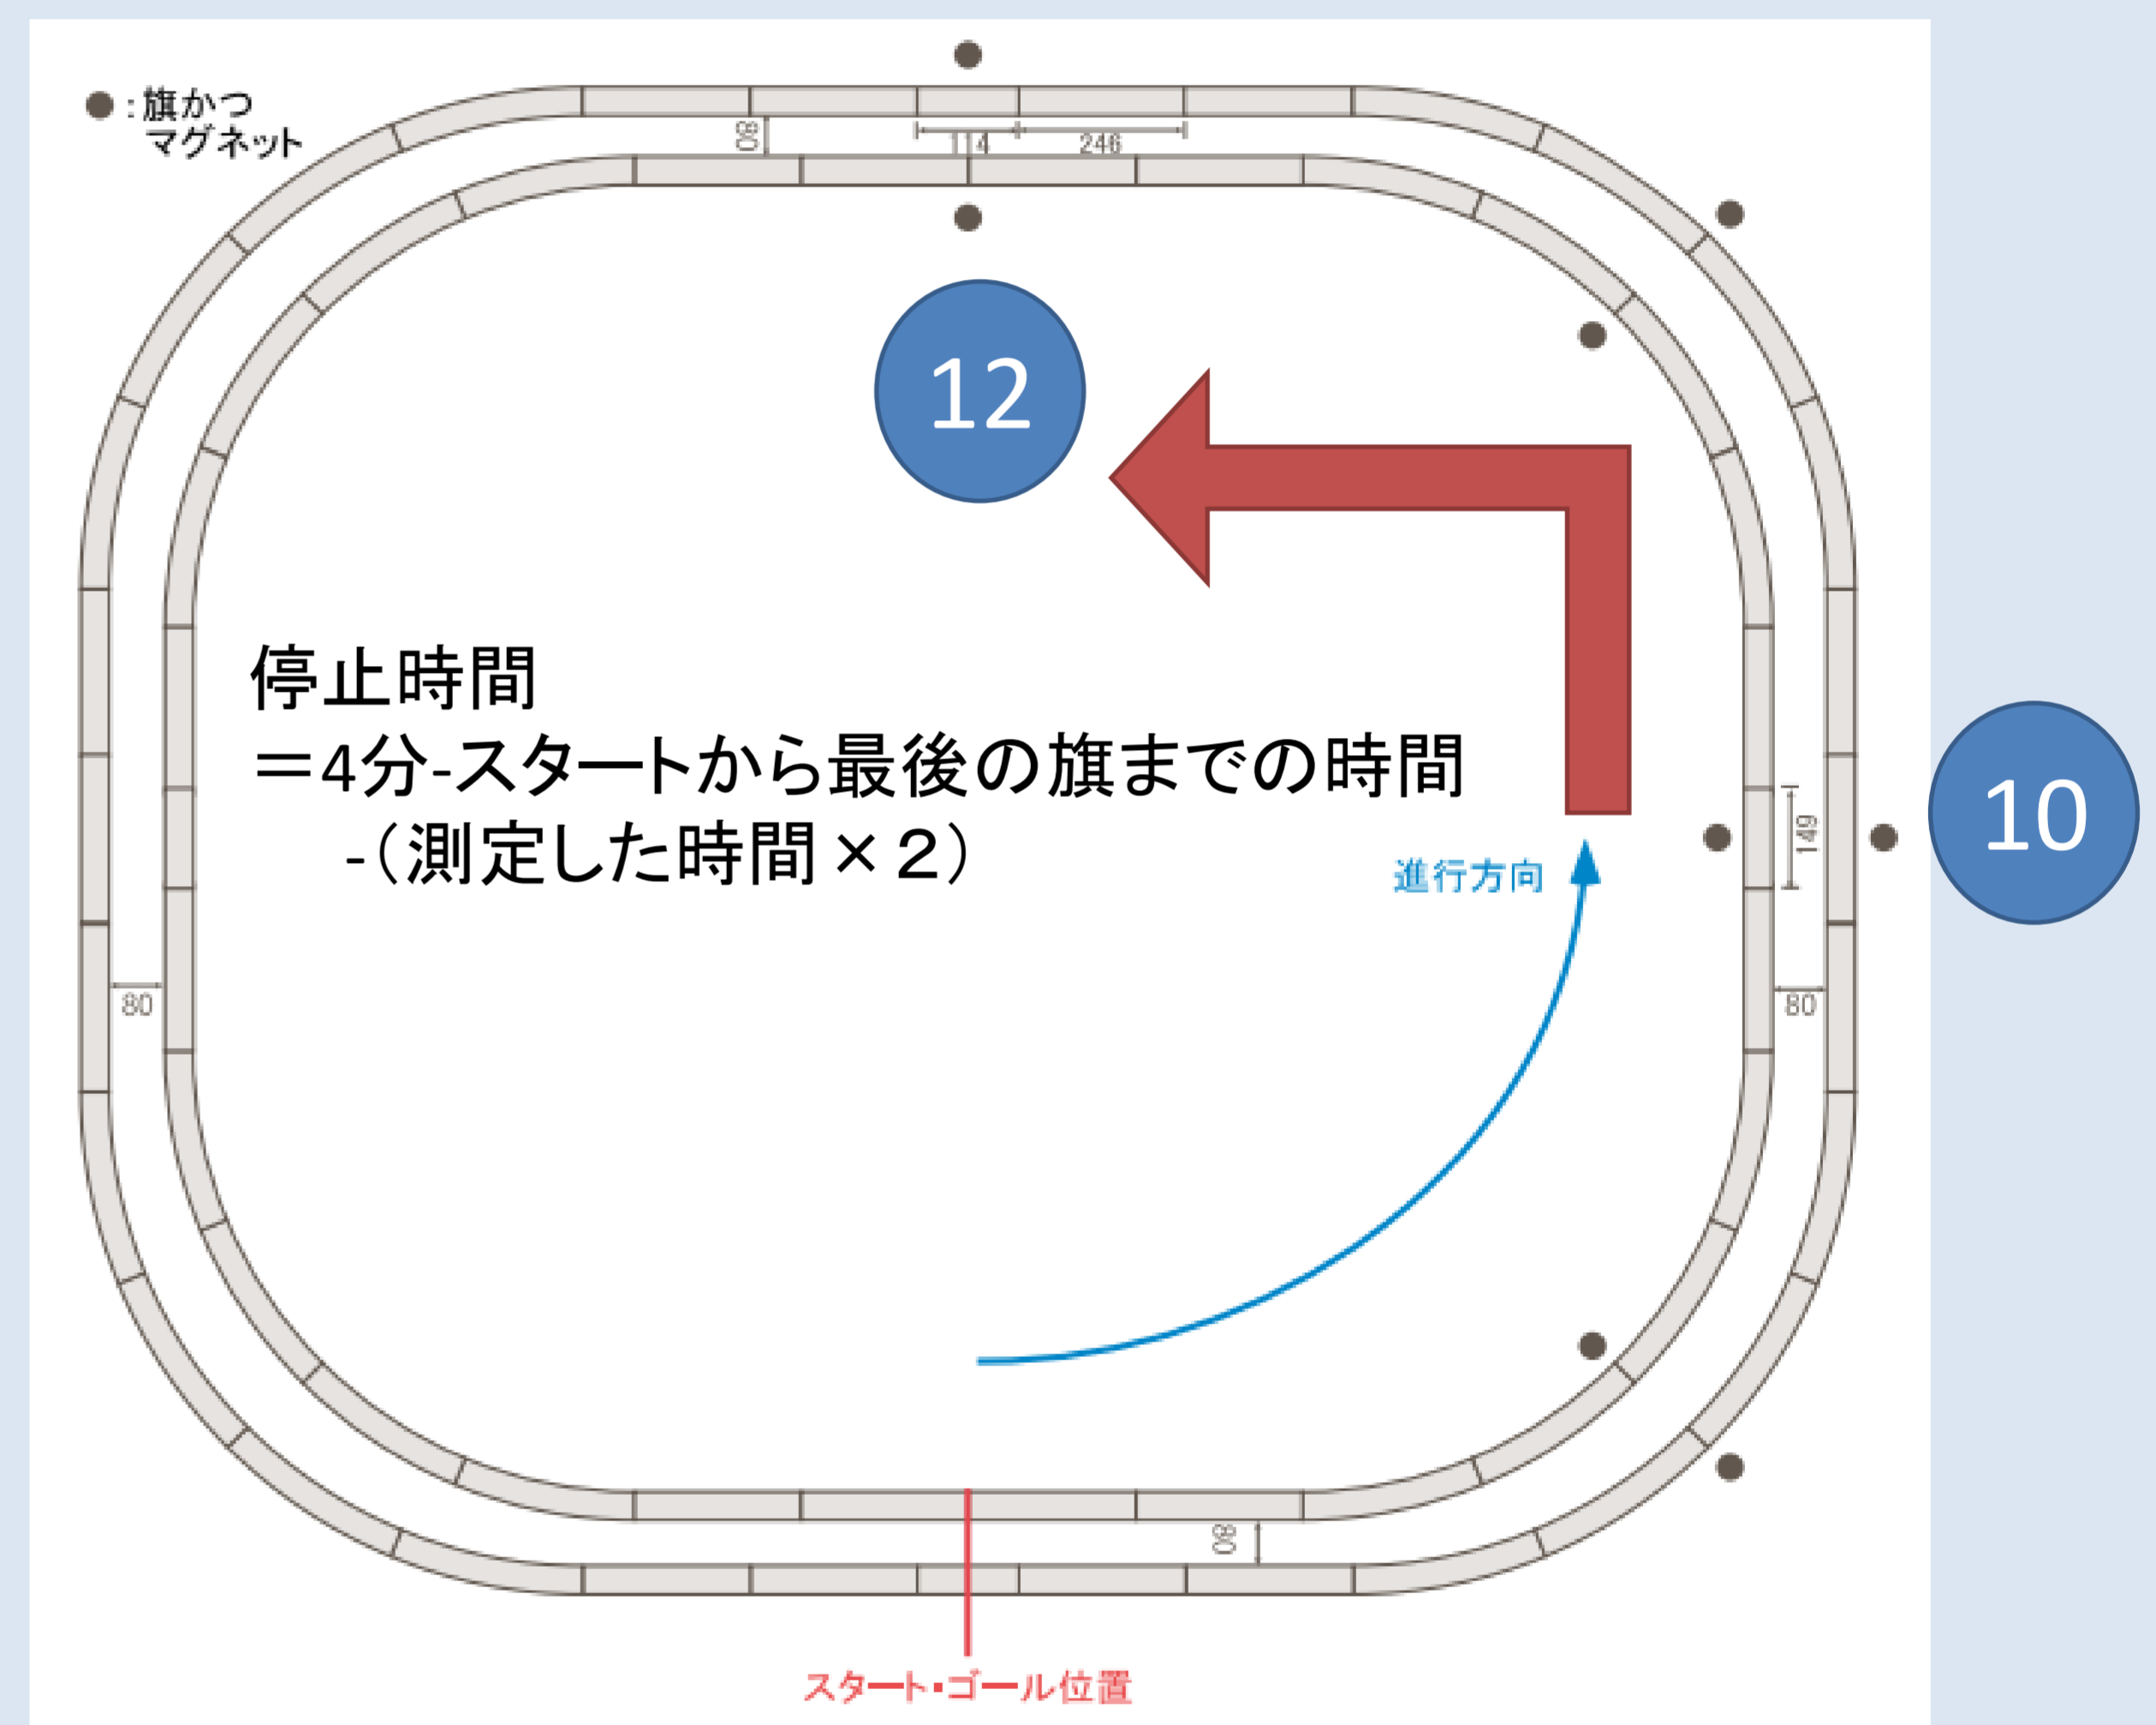 ●:旗かつ
マグネット
80
114
246
12
停止時間
=4分-スタートから最後の旗までの時間
-(測定した時間×2)
進行方向
149
10
80
80
80
スタート・ゴール位置